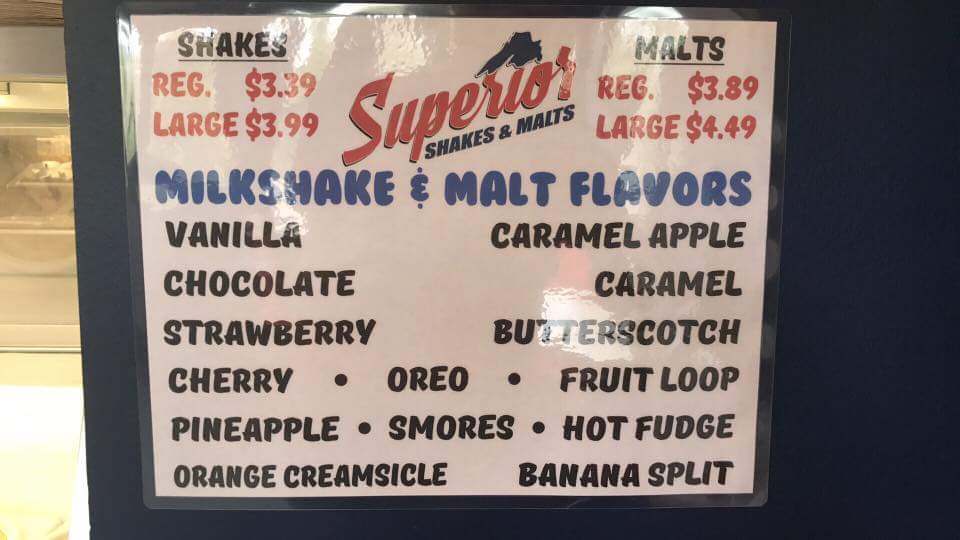 SHAKES
REG. $3.39
LARGE $3.99
Superior
SHAKES & MALTS
MALTS
REG. $3.89
LARGE $4.49
MILKSHAKE & MALT FLAVORS
VANILLA CARAMEL APPLE
CHOCOLATE CARAMEL
STRAWBERRY BUTTERSCOTCH
CHERRY • OREO • FRUIT LOOP
PINEAPPLE • SMORES • HOT FUDGE
ORANGE CREAMSICLE BANANA SPLIT